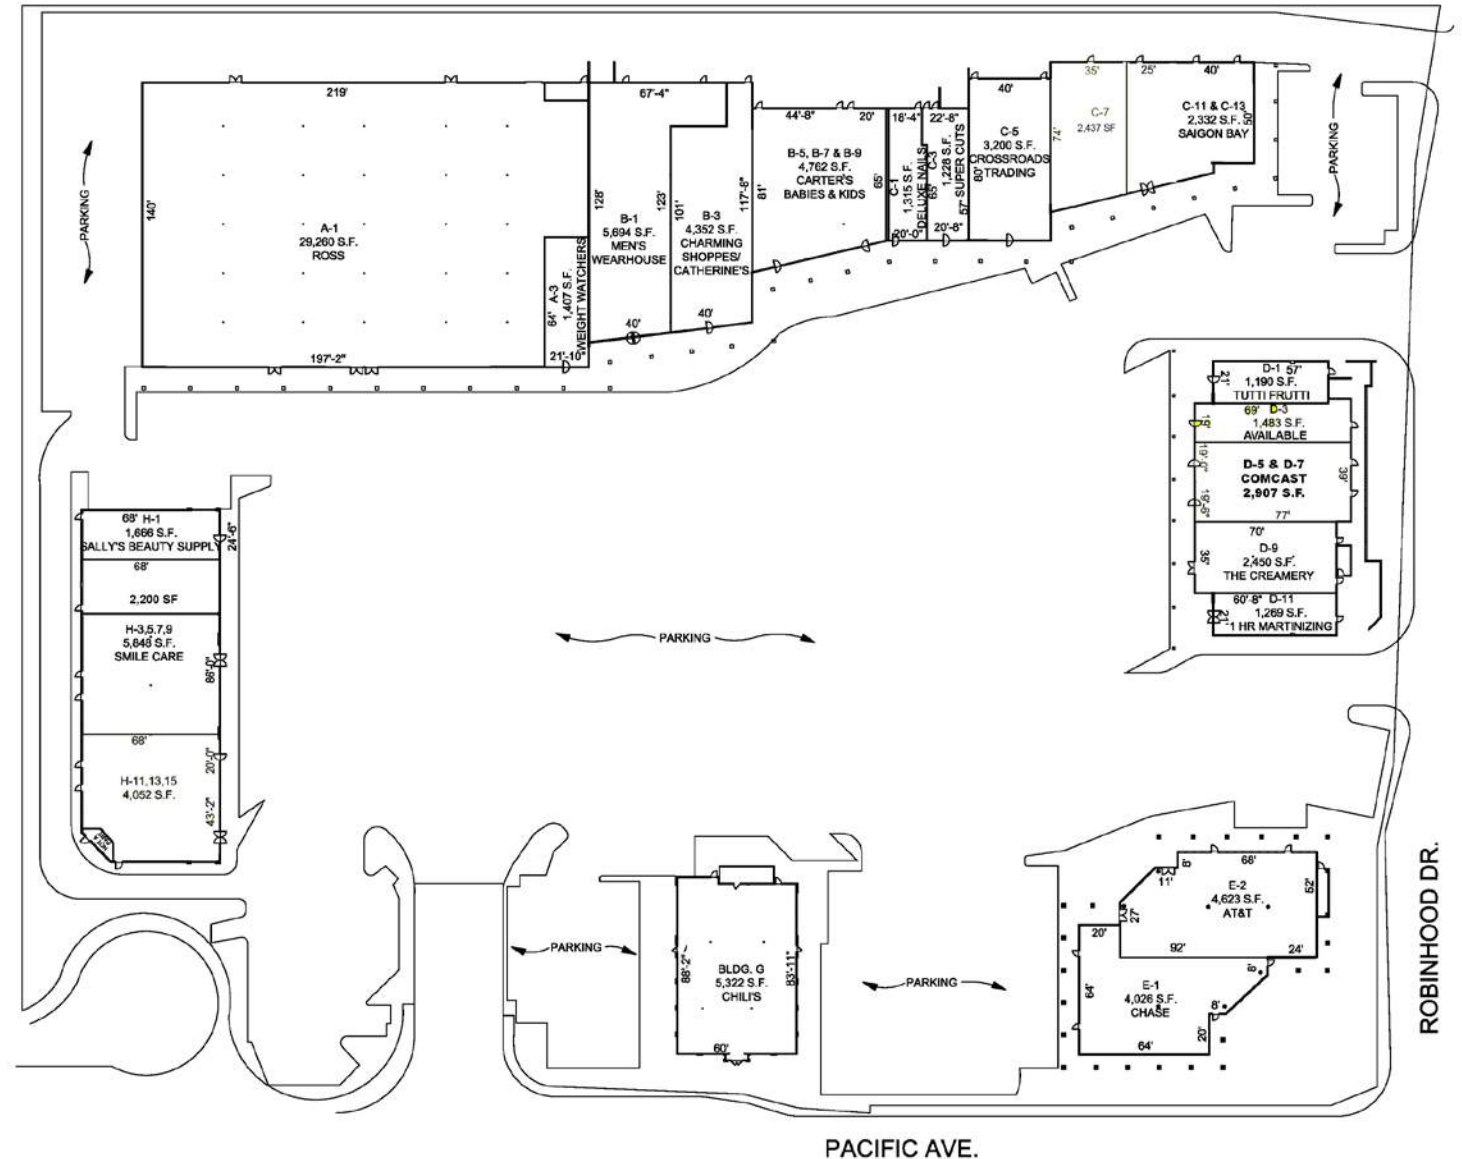 219'
PARKING
140'
A-1
29,260 S.F.
ROSS
197'-2"
64'
A-3
1,407 S.F.
WEIGHT WATCHERS
21'-10"
67'-4"
128'
B-1
5,694 S.F.
MEN'S
WEARHOUSE
40'
123'
101'
B-3
4,352 S.F.
CHARMING
SHOPPES/
CATHERINE'S
117'-8"
40'
44'-8"
20'
81'
B-5, B-7 & B-9
4,762 S.F.
CARTER'S
BABIES & KIDS
65'
18'-4"
C-1
1,315 S.F.
DELUXE NAILS
20'-0"
22'-8"
65'
C-3
1,228 S.F.
SUPER CUTS
57'
20'-8"
40'
C-5
3,200 S.F.
CROSSROADS
TRADING
80'
35'
74'
C-7
2,437 SF
25'
40'
C-11 & C-13
2,332 S.F.
SAIGON BAY
50'
PARKING
D-1
57'
21'
1,190 S.F.
TUTTI FRUTTI
69' D-3
19'
1,483 S.F.
AVAILABLE
19'-0"
D-5 & D-7
COMCAST
2,907 S.F.
39'
19'-6"
77'
70'
35'
D-9
2,450 S.F.
THE CREAMERY
60'-8" D-11
21'
1,269 S.F.
1 HR MARTINIZING
68' H-1
1,666 S.F.
SALLY'S BEAUTY SUPPLY
24'-6"
68'
2,200 SF
H-3,5,7,9
5,848 S.F.
SMILE CARE
86'-0"
68'
20'-0"
H-11,13,15
4,052 S.F.
43'-2"
PARKING
PARKING
88'-2"
BLDG. G
5,322 S.F.
CHILI'S
83'-11"
60'
PARKING
8'
68'
11'
E-2
4,623 S.F.
AT&T
52'
27'
20'
92'
24'
8'
64'
E-1
4,026 S.F.
CHASE
8'
20'
64'
ROBINHOOD DR.
PACIFIC AVE.